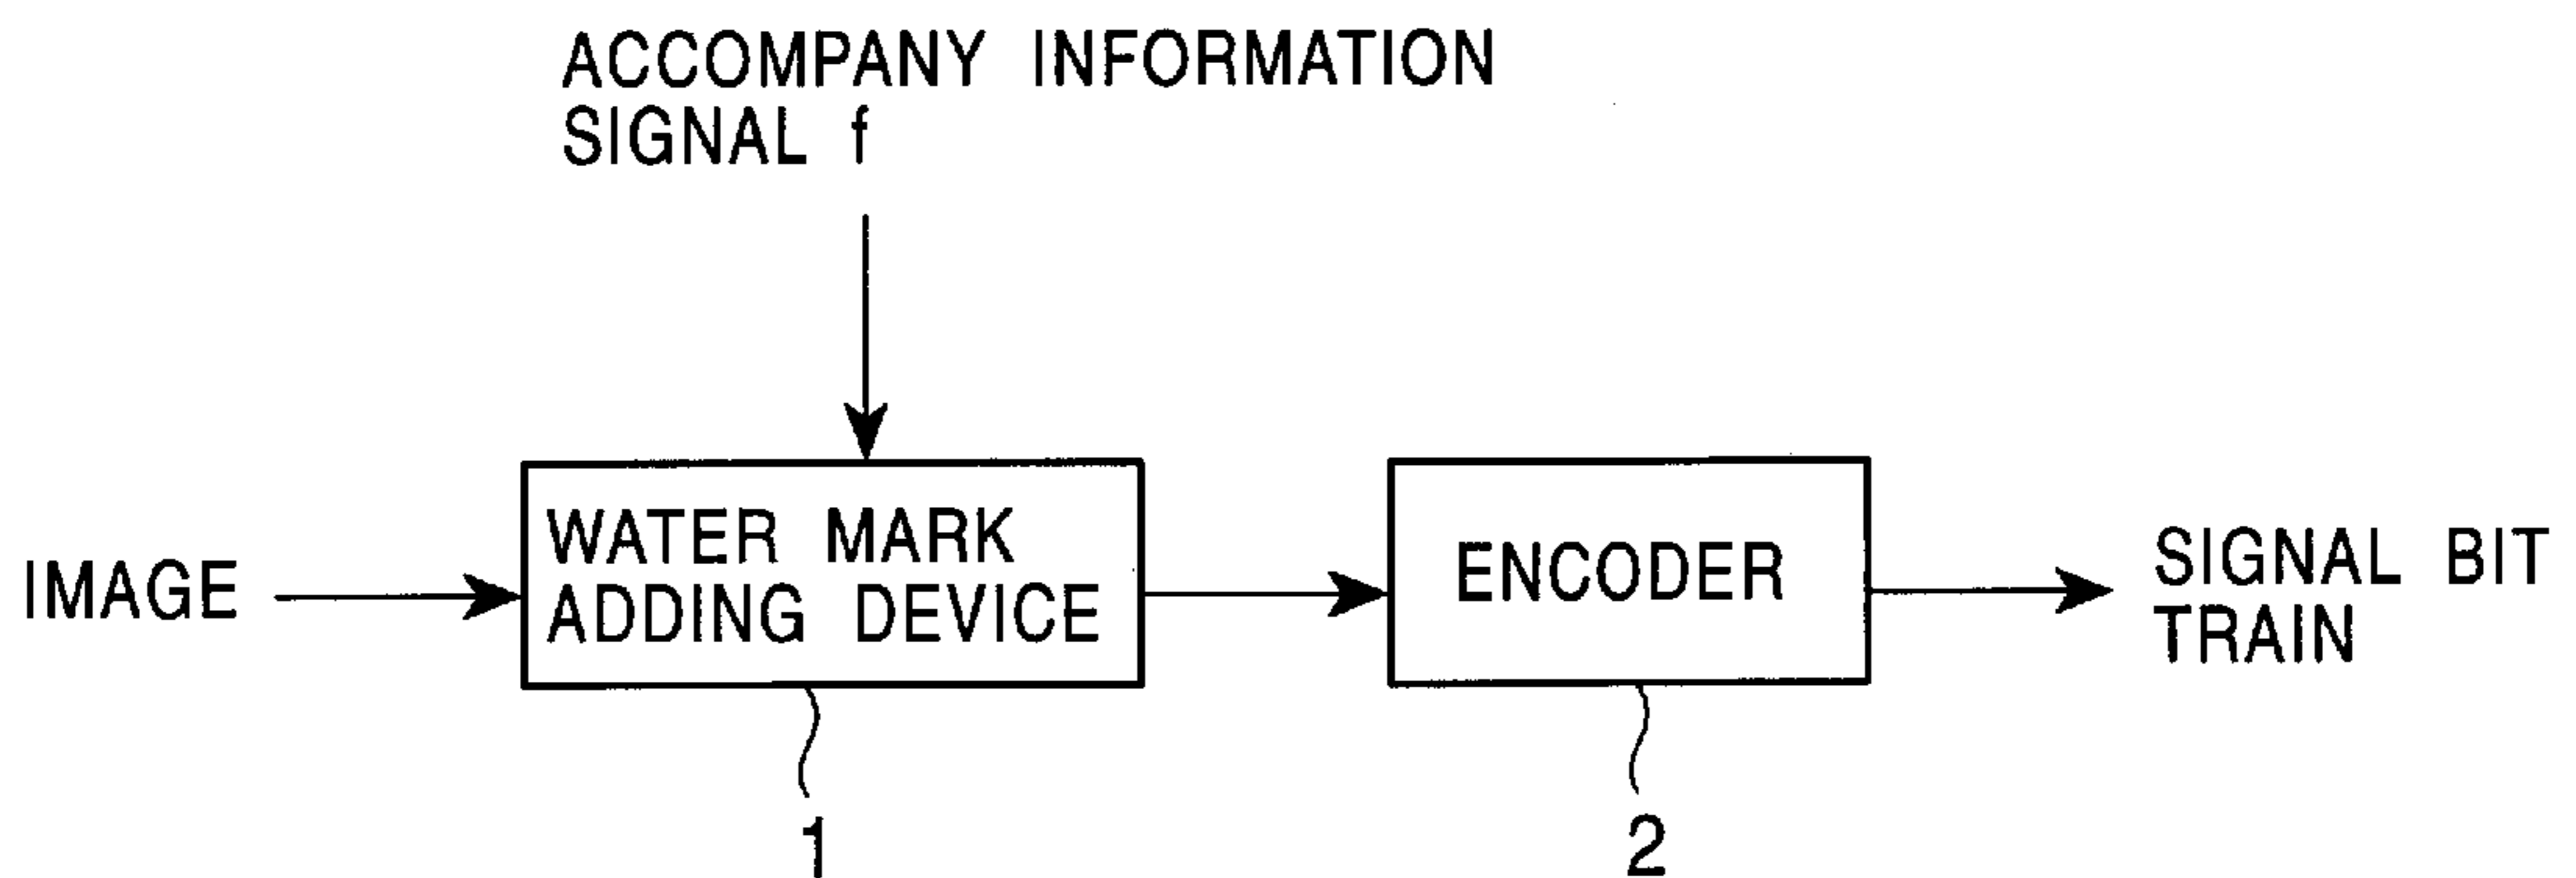 ACCOMPANY INFORMATION
SIGNAL f
IMAGE
WATER MARK
ADDING DEVICE
ENCODER
SIGNAL BIT
TRAIN
1
2